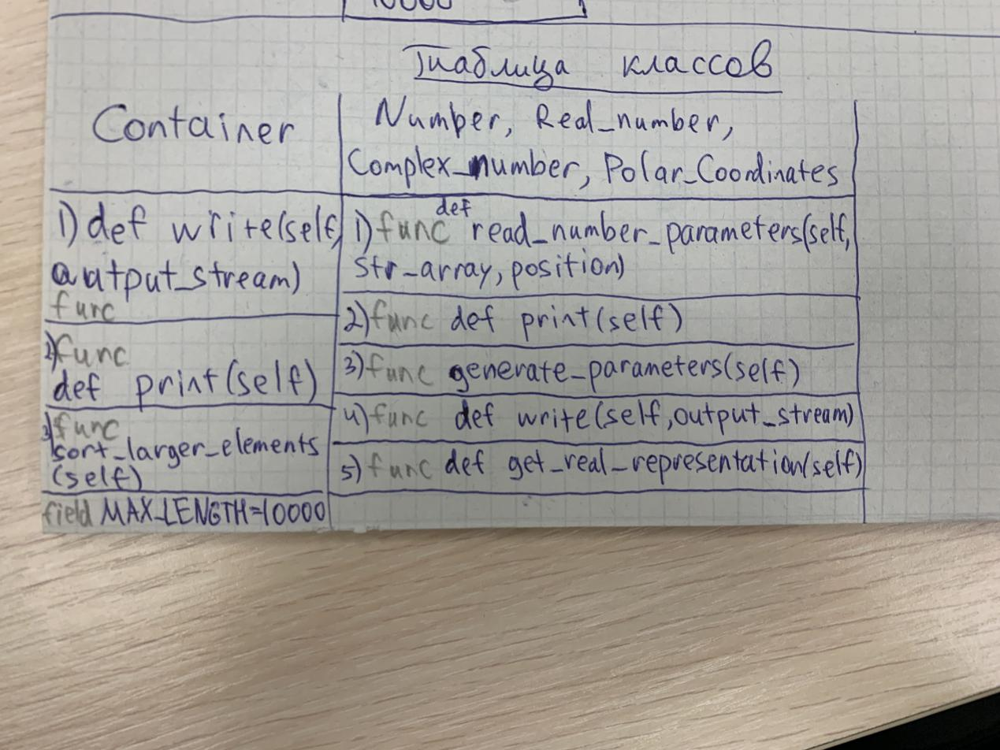 10000
Таблица классов
Container
Number, Real_number,
Complex_number, Polar_Coordinates
1) def write(self,
output_stream)
func
2) func
def print(self)
3) func
sort_larger_elements
(self)
field MAX_LENGTH=10000
def
1) func read_number_parameters(self,
str_array, position)
2) func def print(self)
3) func generate_parameters(self)
4) func def write(self, output_stream)
5) func def get_real_representation(self)